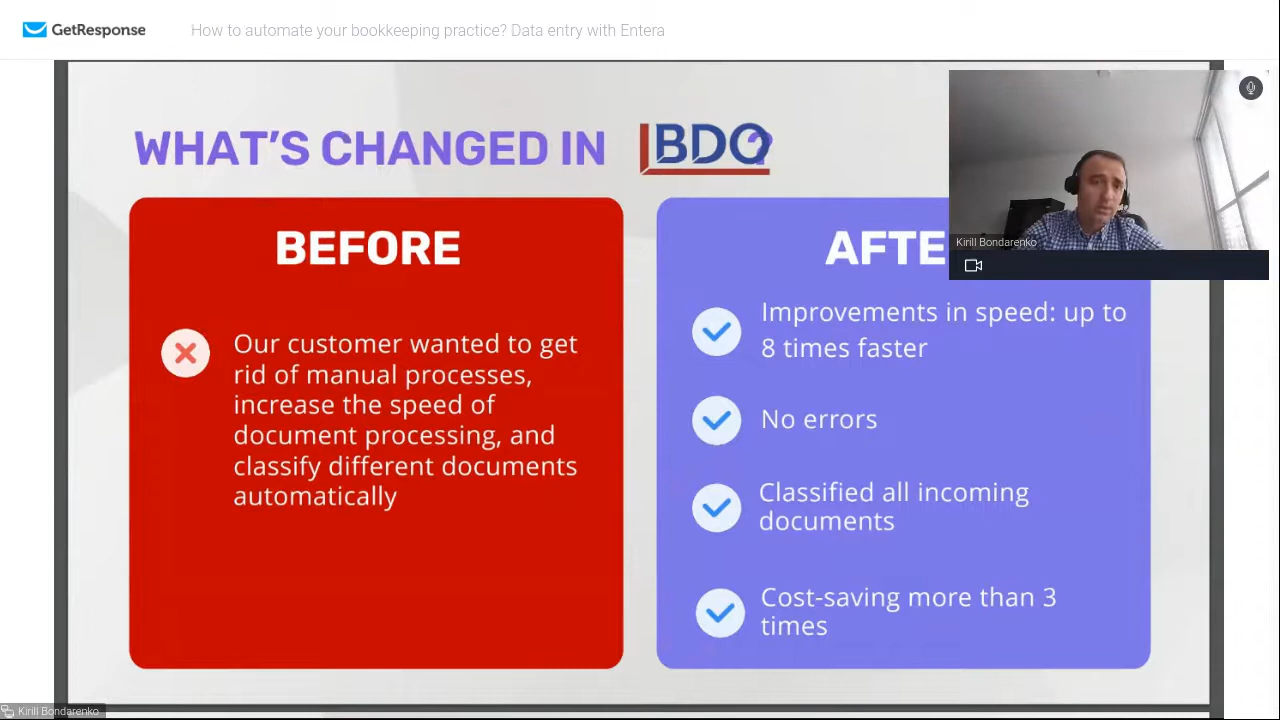 GetResponse
How to automate your bookkeeping practice? Data entry with Entera
WHAT'S CHANGED IN BDO?
BEFORE
Our customer wanted to get
rid of manual processes,
increase the speed of
document processing, and
classify different documents
automatically
AFTE
Improvements in speed: up to
8 times faster
No errors
Classified all incoming
documents
Cost-saving more than 3
times
Kirill Bondarenko
Kirill Bondarenko